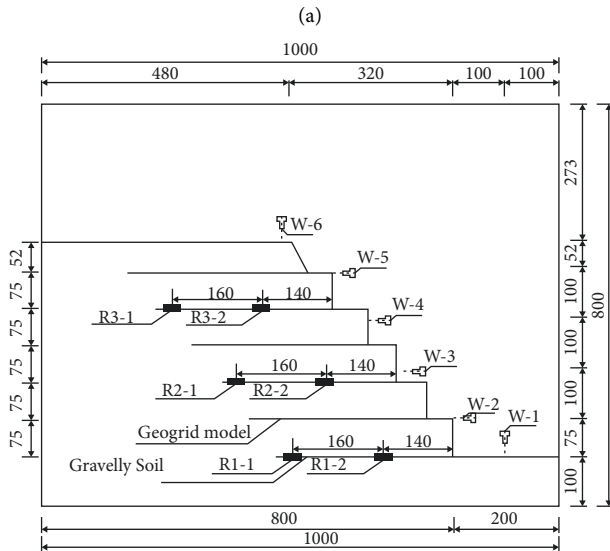 (a)
1000
480 320 100 100
273
W-6
W-5
52 52
75 160 140 100
R3-1 R3-2 W-4
75 100 800
W-3
75 160 140 100
R2-1 R2-2
75 W-2 W-1
Geogrid model
75 160 140 75
Gravelly Soil R1-1 R1-2
100
800 200
1000